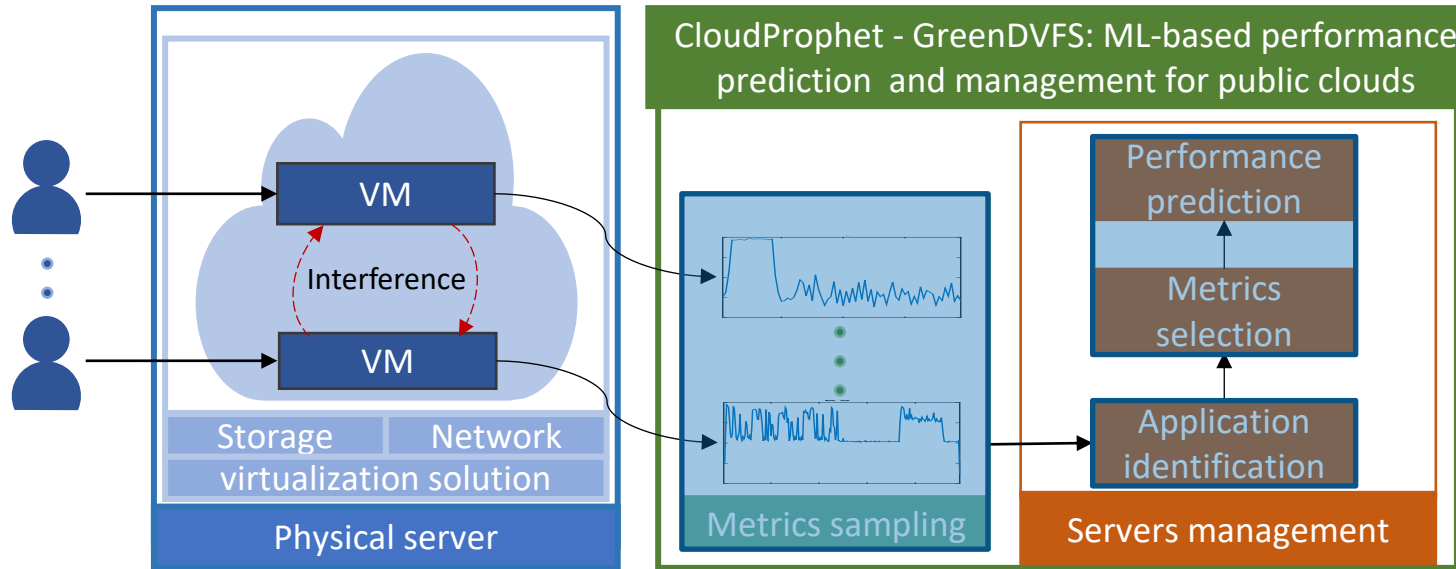 CloudProphet - GreenDVFS: ML-based performance
prediction and management for public clouds
VM
Interference
VM
Storage
Network
virtualization solution
Physical server
Metrics sampling
Performance
prediction
Metrics
selection
Application
identification
Servers management